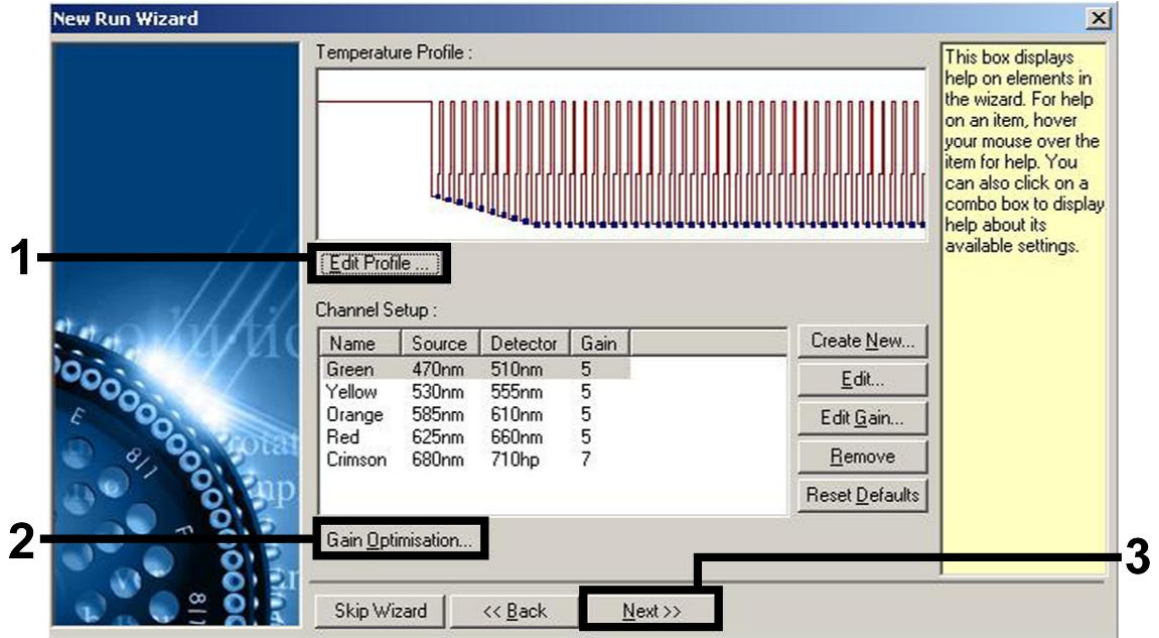 New Run Wizard
Temperature Profile :
This box displays
help on elements in
the wizard. For help
on an item, hover
your mouse over the
item for help. You
can also click on a
combo box to display
help about its
available settings.
1
Edit Profile ...
Channel Setup :
Name Source Detector Gain
Green 470nm 510nm 5
Yellow 530nm 555nm 5
Orange 585nm 610nm 5
Red 625nm 660nm 5
Crimson 680nm 710hp 7
Create New...
Edit...
Edit Gain...
Remove
Reset Defaults
2
Gain Optimisation...
3
Skip Wizard
<< Back
Next >>
E
8/1
F
8/1